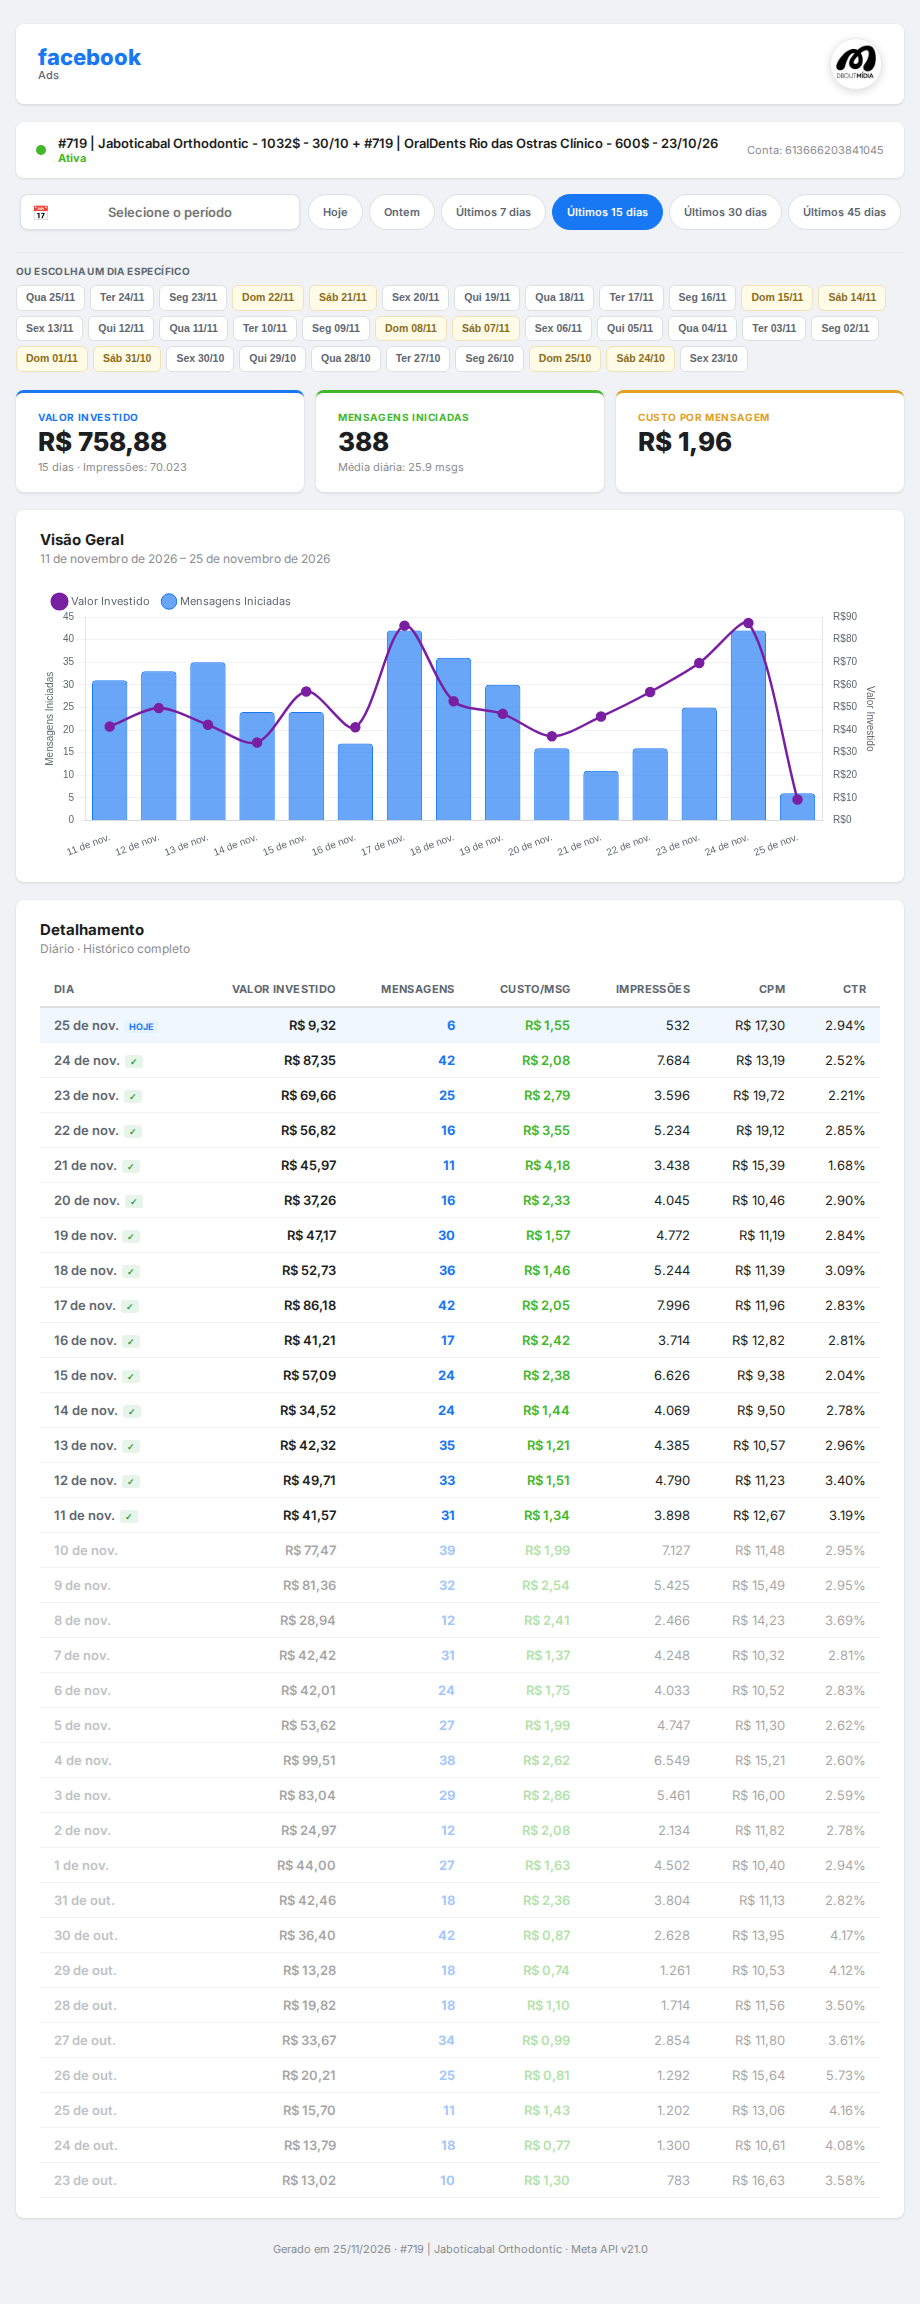 facebook
Ads
DBOUTMÍDIA
#719 | Jaboticabal Orthodontic - 1032$ - 30/10 + #719 | OralDents Rio das Ostras Clínico - 600$ - 23/10/26
Ativa
Conta: 613666203841045
Selecione o período Hoje Ontem Últimos 7 dias Últimos 15 dias Últimos 30 dias Últimos 45 dias
OU ESCOLHA UM DIA ESPECÍFICO
Qua 25/11 Ter 24/11 Seg 23/11 Dom 22/11 Sáb 21/11 Sex 20/11 Qui 19/11 Qua 18/11 Ter 17/11 Seg 16/11 Dom 15/11 Sáb 14/11
Sex 13/11 Qui 12/11 Qua 11/11 Ter 10/11 Seg 09/11 Dom 08/11 Sáb 07/11 Sex 06/11 Qui 05/11 Qua 04/11 Ter 03/11 Seg 02/11
Dom 01/11 Sáb 31/10 Sex 30/10 Qui 29/10 Qua 28/10 Ter 27/10 Seg 26/10 Dom 25/10 Sáb 24/10 Sex 23/10
VALOR INVESTIDO
R$ 758,88
15 dias · Impressões: 70.023
MENSAGENS INICIADAS
388
Média diária: 25.9 msgs
CUSTO POR MENSAGEM
R$ 1,96
Visão Geral
11 de novembro de 2026 – 25 de novembro de 2026
Valor Investido Mensagens Iniciadas
45 R$90
40 R$80
35 R$70
30 R$60
25 R$50
20 R$40
15 R$30
10 R$20
5 R$10
0 R$0
Mensagens Iniciadas
Valor Investido
11 de nov. 12 de nov. 13 de nov. 14 de nov. 15 de nov. 16 de nov. 17 de nov. 18 de nov. 19 de nov. 20 de nov. 21 de nov. 22 de nov. 23 de nov. 24 de nov. 25 de nov.
Detalhamento
Diário · Histórico completo
DIA VALOR INVESTIDO MENSAGENS CUSTO/MSG IMPRESSÕES CPM CTR
25 de nov. HOJE R$ 9,32 6 R$ 1,55 532 R$ 17,30 2.94%
24 de nov. ✓ R$ 87,35 42 R$ 2,08 7.684 R$ 13,19 2.52%
23 de nov. ✓ R$ 69,66 25 R$ 2,79 3.596 R$ 19,72 2.21%
22 de nov. ✓ R$ 56,82 16 R$ 3,55 5.234 R$ 19,12 2.85%
21 de nov. ✓ R$ 45,97 11 R$ 4,18 3.438 R$ 15,39 1.68%
20 de nov. ✓ R$ 37,26 16 R$ 2,33 4.045 R$ 10,46 2.90%
19 de nov. ✓ R$ 47,17 30 R$ 1,57 4.772 R$ 11,19 2.84%
18 de nov. ✓ R$ 52,73 36 R$ 1,46 5.244 R$ 11,39 3.09%
17 de nov. ✓ R$ 86,18 42 R$ 2,05 7.996 R$ 11,96 2.83%
16 de nov. ✓ R$ 41,21 17 R$ 2,42 3.714 R$ 12,82 2.81%
15 de nov. ✓ R$ 57,09 24 R$ 2,38 6.626 R$ 9,38 2.04%
14 de nov. ✓ R$ 34,52 24 R$ 1,44 4.069 R$ 9,50 2.78%
13 de nov. ✓ R$ 42,32 35 R$ 1,21 4.385 R$ 10,57 2.96%
12 de nov. ✓ R$ 49,71 33 R$ 1,51 4.790 R$ 11,23 3.40%
11 de nov. ✓ R$ 41,57 31 R$ 1,34 3.898 R$ 12,67 3.19%
10 de nov. R$ 77,47 39 R$ 1,99 7.127 R$ 11,48 2.95%
9 de nov. R$ 81,36 32 R$ 2,54 5.425 R$ 15,49 2.95%
8 de nov. R$ 28,94 12 R$ 2,41 2.466 R$ 14,23 3.69%
7 de nov. R$ 42,42 31 R$ 1,37 4.248 R$ 10,32 2.81%
6 de nov. R$ 42,01 24 R$ 1,75 4.033 R$ 10,52 2.83%
5 de nov. R$ 53,62 27 R$ 1,99 4.747 R$ 11,30 2.62%
4 de nov. R$ 99,51 38 R$ 2,62 6.549 R$ 15,21 2.60%
3 de nov. R$ 83,04 29 R$ 2,86 5.461 R$ 16,00 2.59%
2 de nov. R$ 24,97 12 R$ 2,08 2.134 R$ 11,82 2.78%
1 de nov. R$ 44,00 27 R$ 1,63 4.502 R$ 10,40 2.94%
31 de out. R$ 42,46 18 R$ 2,36 3.804 R$ 11,13 2.82%
30 de out. R$ 36,40 42 R$ 0,87 2.628 R$ 13,95 4.17%
29 de out. R$ 13,28 18 R$ 0,74 1.261 R$ 10,53 4.12%
28 de out. R$ 19,82 18 R$ 1,10 1.714 R$ 11,56 3.50%
27 de out. R$ 33,67 34 R$ 0,99 2.854 R$ 11,80 3.61%
26 de out. R$ 20,21 25 R$ 0,81 1.292 R$ 15,64 5.73%
25 de out. R$ 15,70 11 R$ 1,43 1.202 R$ 13,06 4.16%
24 de out. R$ 13,79 18 R$ 0,77 1.300 R$ 10,61 4.08%
23 de out. R$ 13,02 10 R$ 1,30 783 R$ 16,63 3.58%
Gerado em 25/11/2026 · #719 | Jaboticabal Orthodontic · Meta API v21.0